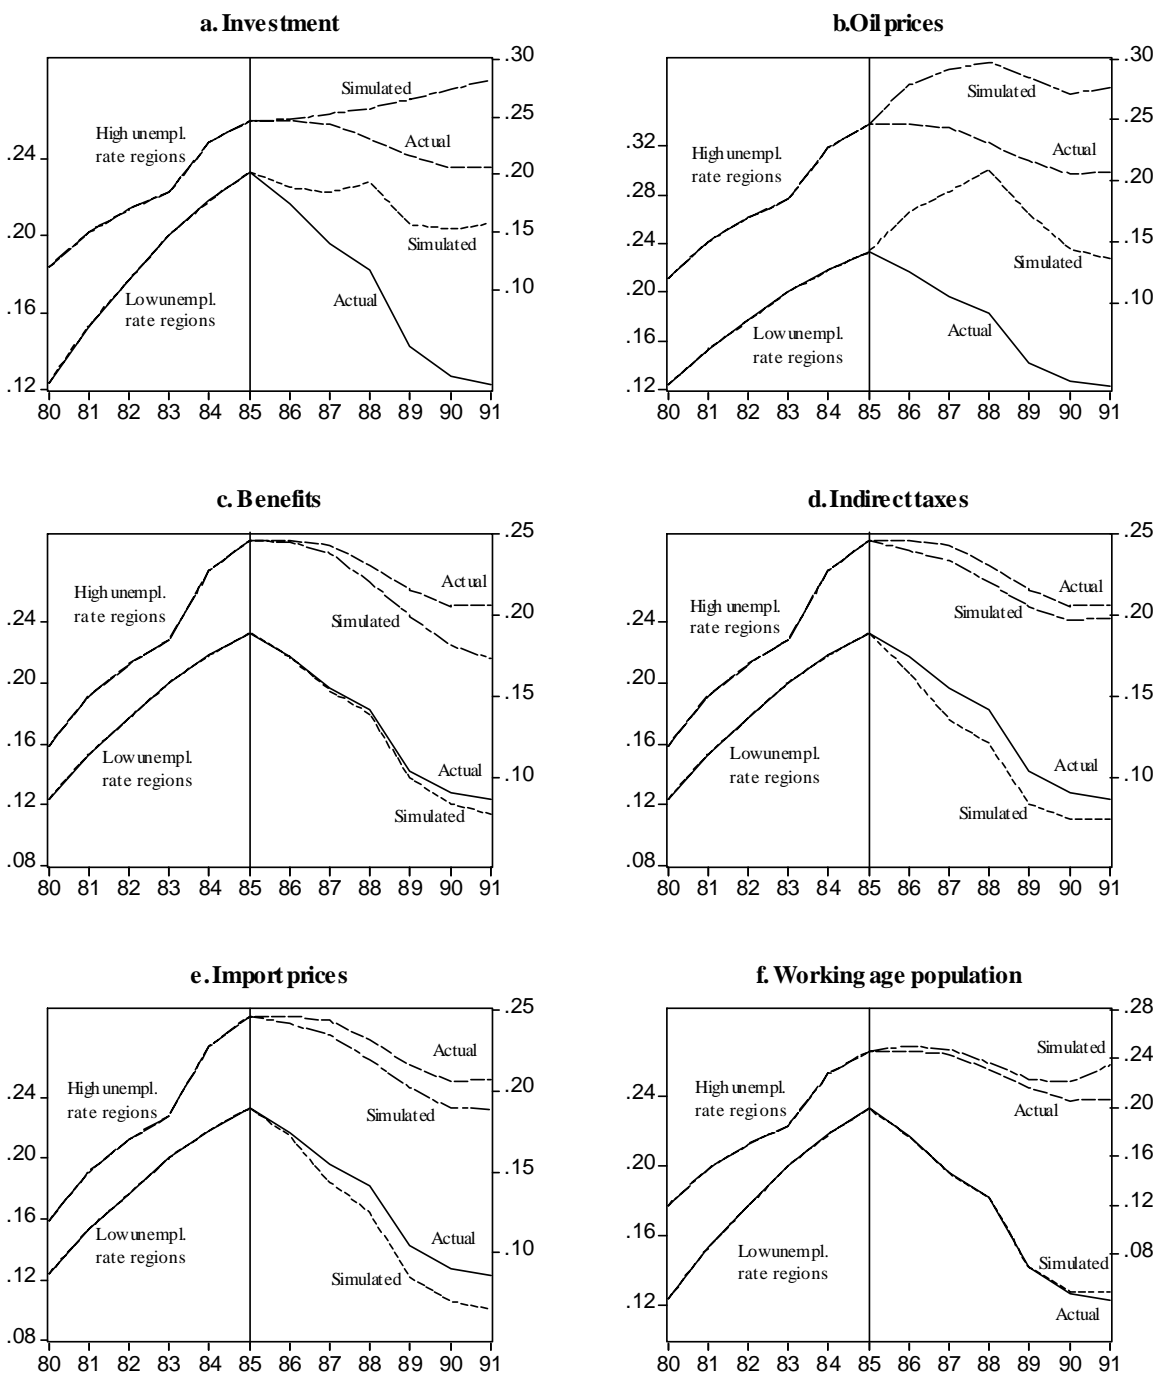 a. Investment
.30
.25
.24
.20
.20
.15
.16
.10
.12
High unempl.
rate regions
Low unempl.
rate regions
Simulated
Actual
Simulated
Actual
80 81 82 83 84 85 86 87 88 89 90 91
b. Oil prices
.30
.25
.32
.28
.20
.24
.15
.20
.10
.16
.12
High unempl.
rate regions
Low unempl.
rate regions
Simulated
Actual
Simulated
Actual
80 81 82 83 84 85 86 87 88 89 90 91
c. Benefits
.25
.24
.20
.20
.15
.16
.10
.12
.08
High unempl.
rate regions
Low unempl.
rate regions
Actual
Simulated
Actual
Simulated
80 81 82 83 84 85 86 87 88 89 90 91
d. Indirect taxes
.25
.24
.20
.20
.15
.16
.10
.12
.08
High unempl.
rate regions
Low unempl.
rate regions
Actual
Simulated
Actual
Simulated
80 81 82 83 84 85 86 87 88 89 90 91
e. Import prices
.25
.24
.20
.20
.15
.16
.10
.12
.08
High unempl.
rate regions
Low unempl.
rate regions
Actual
Simulated
Actual
Simulated
80 81 82 83 84 85 86 87 88 89 90 91
f. Working age population
.28
.24
.24
.20
.20
.16
.16
.12
.12
.08
High unempl.
rate regions
Low unempl.
rate regions
Simulated
Actual
Simulated
Actual
80 81 82 83 84 85 86 87 88 89 90 91